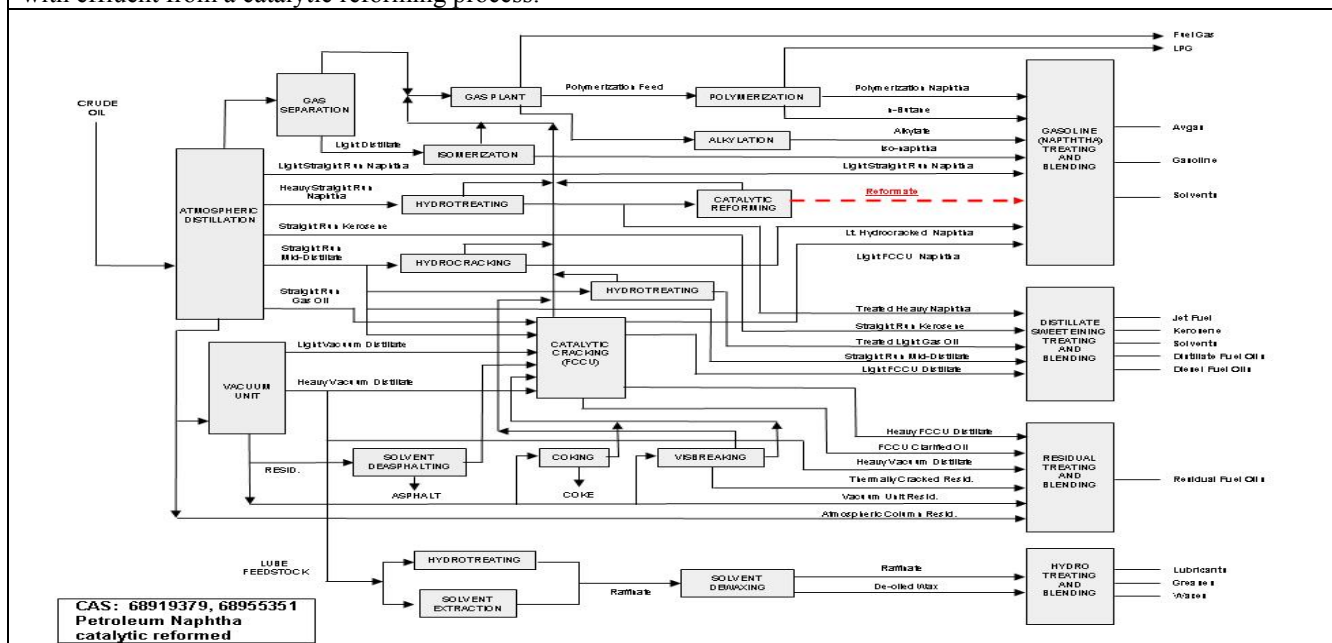 with effluent from a catalytic reforming process.
Fuel Gas
LPG
CRUDE
OIL
GAS
SEPARATION
GAS PLANT
Polymerization Feed
POLYMERIZATION
Polymerization Naphtha
n-Butane
Light Distillate
ISOMERIZATON
ALKYLATION
Alkylate
Iso-naphtha
GASOLINE
(NAPTHTHA)
TREATING
AND
BLENDING
Avgas
Gasoline
Solvents
Light Straight Run Naphtha
Light Straight Run Naphtha
ATMOSPHERIC
DISTILLATION
Heavy Straight Run
Naphtha
HYDROTREATING
CATALYTIC
REFORMING
Reformate
Straight Run Kerosene
Straight Run
Mid-Distillate
HYDROCRACKING
Lt. Hydrocracked Naphtha
Light FCCU Naphtha
Straight Run
Gas Oil
HYDROTREATING
Treated Heavy Naphtha
Straight Run Kerosene
Treated Light Gas Oil
Straight Run Mid-Distillate
Light FCCU Distillate
DISTILLATE
SWEETEINING
TREATING
AND
BLENDING
Jet Fuel
Kerosene
Solvents
Distillate Fuel Oils
Diesel Fuel Oils
Light Vacuum Distillate
CATALYTIC
CRACKING
(FCCU)
VACUUM
UNIT
Heavy Vacuum Distillate
RESID.
SOLVENT
DEASPHALTING
ASPHALT
COKING
COKE
VISBREAKING
Heavy FCCU Distillate
FCCU Clarified Oil
Heavy Vacuum Distillate
Thermally Cracked Resid.
Vacuum Unit Resid.
Atmospheric Column Resid.
RESIDUAL
TREATING
AND
BLENDING
Residual Fuel Oils
LUBE
FEEDSTOCK
HYDROTREATING
SOLVENT
EXTRACTION
Raffinate
SOLVENT
DEWAXING
Raffinate
De-oiled Wax
HYDRO
TREATING
AND
BLENDING
Lubricants
Greases
Waxes
CAS: 68919379, 68955351
Petroleum Naphtha
catalytic reformed